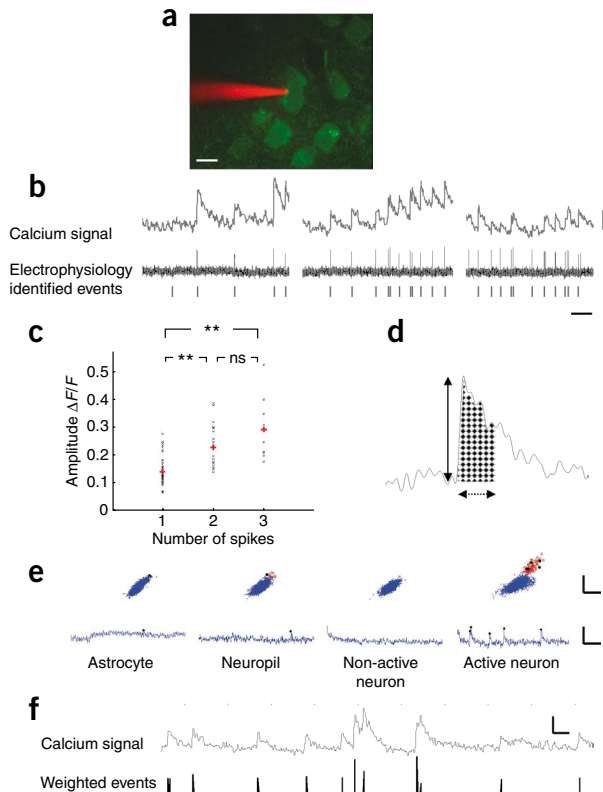 a
b
Calcium signal
Electrophysiology
identified events
c
**
**
ns
Amplitude ΔF/F
0.5
0.4
0.3
0.2
0.1
0
1
2
3
Number of spikes
d
e
Astrocyte
Neuropil
Non-active
neuron
Active neuron
f
Calcium signal
Weighted events